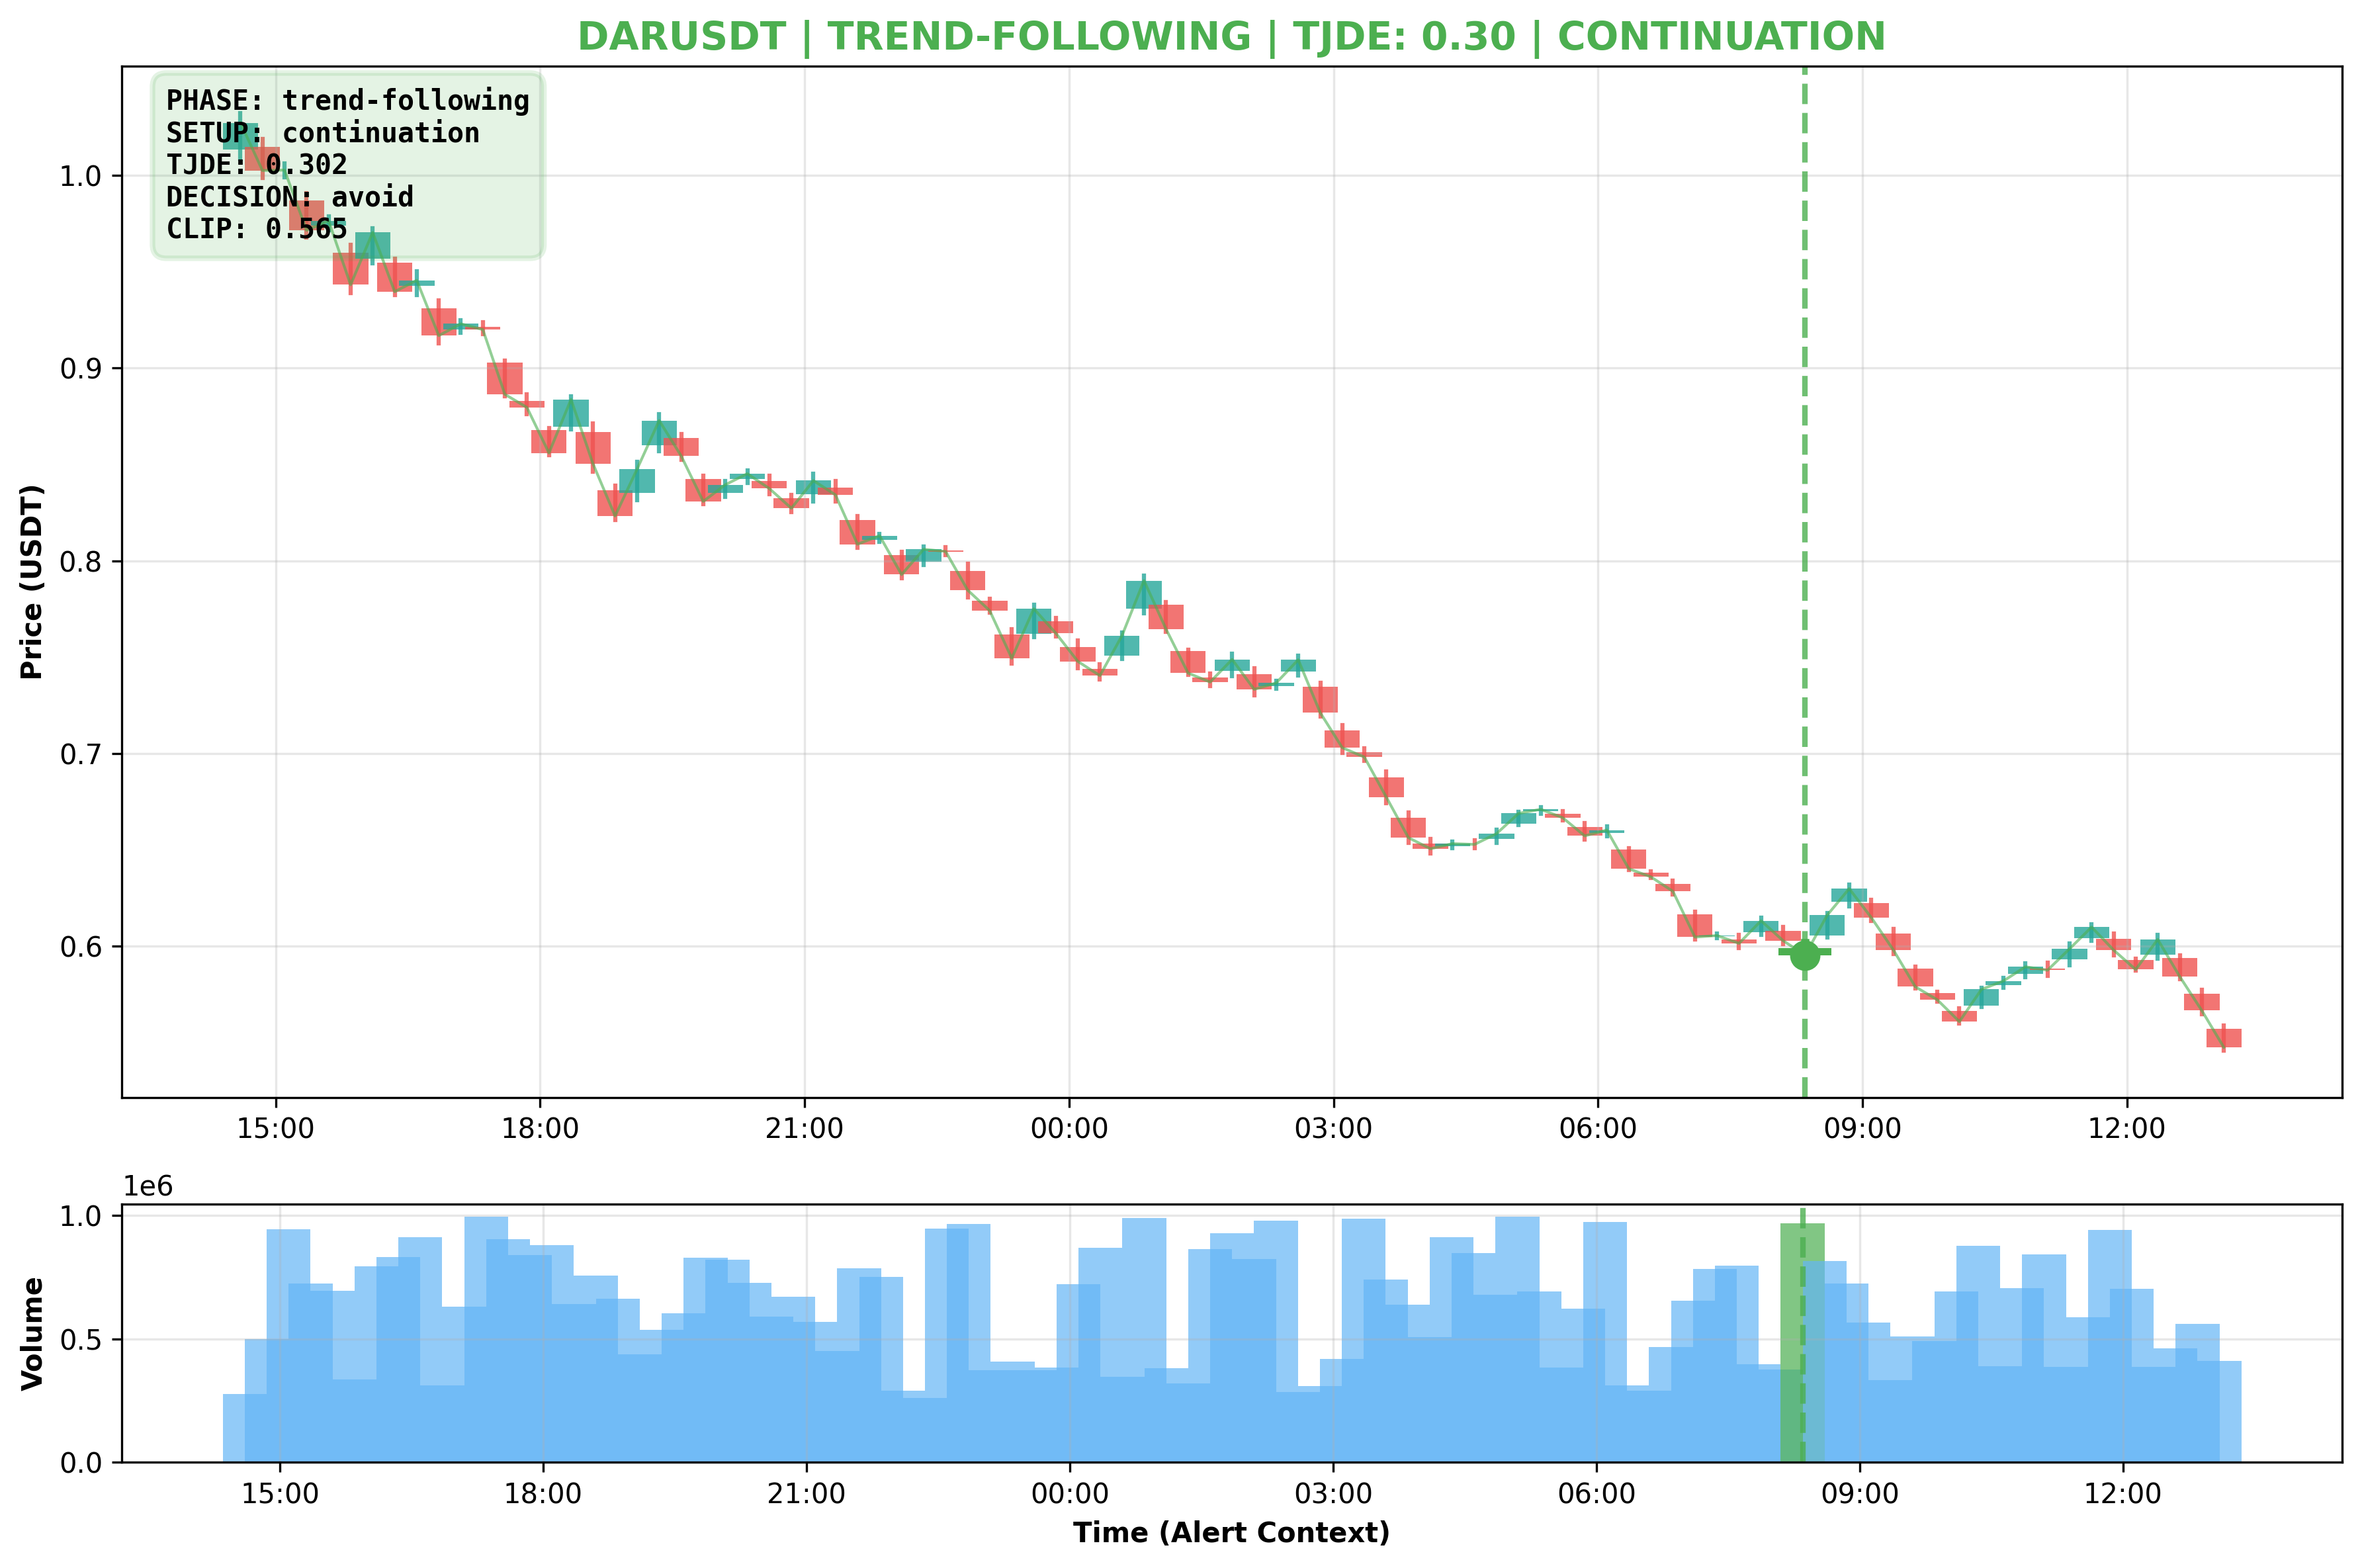 DARUSDT | TREND-FOLLOWING | TJDE: 0.30 | CONTINUATION
PHASE: trend-following
SETUP: continuation
TJDE: 0.302
DECISION: avoid
CLIP: 0.565
Price (USDT)
1.0
0.9
0.8
0.7
0.6
15:00 18:00 21:00 00:00 03:00 06:00 09:00 12:00
1e6
Volume
1.0
0.5
0.0
15:00 18:00 21:00 00:00 03:00 06:00 09:00 12:00
Time (Alert Context)